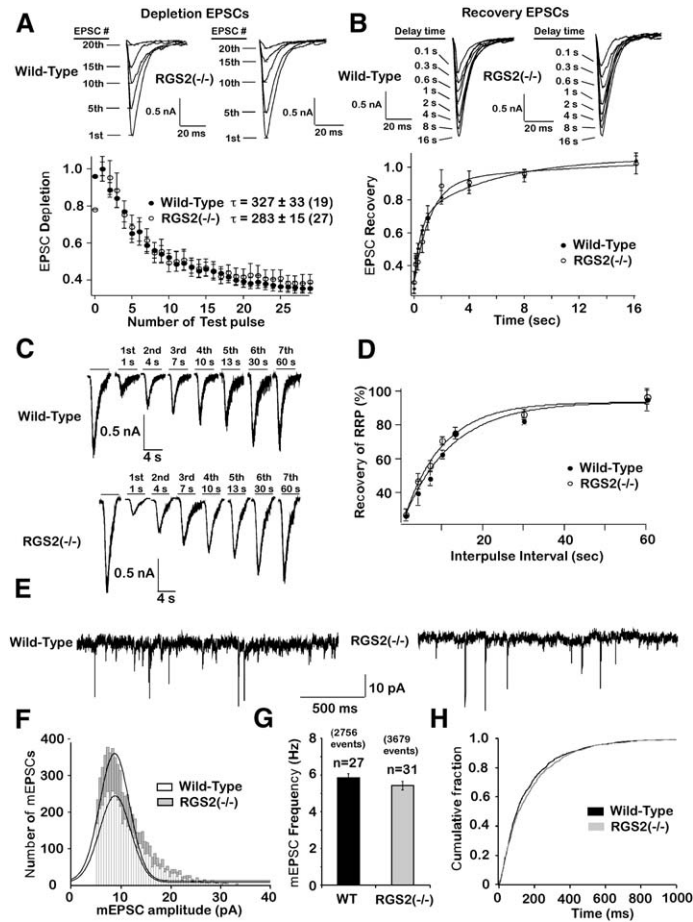 A
Depletion EPSCs
EPSC #
20th
15th
10th
5th
1st
Wild-Type
0.5 nA
20 ms
EPSC #
20th
15th
10th
5th
1st
RGS2(-/-)
0.5 nA
20 ms
EPSC Depletion
1.0
0.8
0.6
0.4
Wild-Type τ = 327 ± 33 (19)
RGS2(-/-) τ = 283 ± 15 (27)
0 5 10 15 20 25
Number of Test pulse
B
Recovery EPSCs
Delay time
0.1 s
0.3 s
0.6 s
1 s
2 s
4 s
8 s
16 s
Wild-Type
0.5 nA
20 ms
Delay time
0.1 s
0.3 s
0.6 s
1 s
2 s
4 s
8 s
16 s
RGS2(-/-)
0.5 nA
20 ms
EPSC Recovery
1.0
0.8
0.6
0.4
Wild-Type
RGS2(-/-)
0 4 8 12 16
Time (sec)
C
1st 2nd 3rd 4th 5th 6th 7th
1 s 4 s 7 s 10 s 13 s 30 s 60 s
Wild-Type
0.5 nA
4 s
1st 2nd 3rd 4th 5th 6th 7th
1 s 4 s 7 s 10 s 13 s 30 s 60 s
RGS2(-/-)
0.5 nA
4 s
D
Recovery of RRP (%)
100
80
60
40
Wild-Type
RGS2(-/-)
0 20 40 60
Interpulse Interval (sec)
E
Wild-Type
RGS2(-/-)
10 pA
500 ms
F
Number of mEPSCs
400
300
200
100
0
Wild-Type
RGS2(-/-)
0 10 20 30 40
mEPSC amplitude (pA)
G
mEPSC Frequency (Hz)
8
6
4
2
0
(2756 events)
n=27
(3679 events)
n=31
WT RGS2(-/-)
H
Cumulative fraction
1.0
0.8
0.6
0.4
0.2
0
Wild-Type
RGS2(-/-)
0 200 400 600 800 1000
Time (ms)